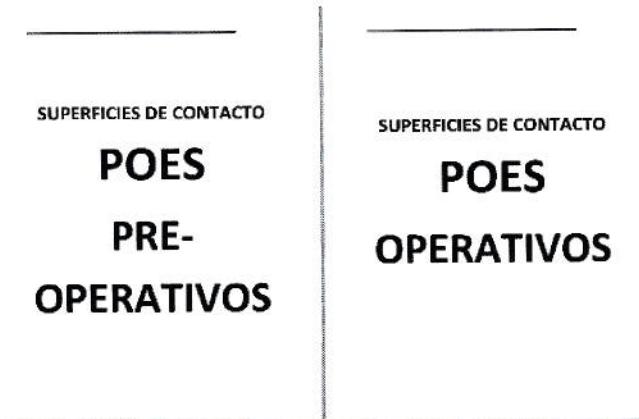 SUPERFICIES DE CONTACTO
POES
PRE-
OPERATIVOS
SUPERFICIES DE CONTACTO
POES
OPERATIVOS